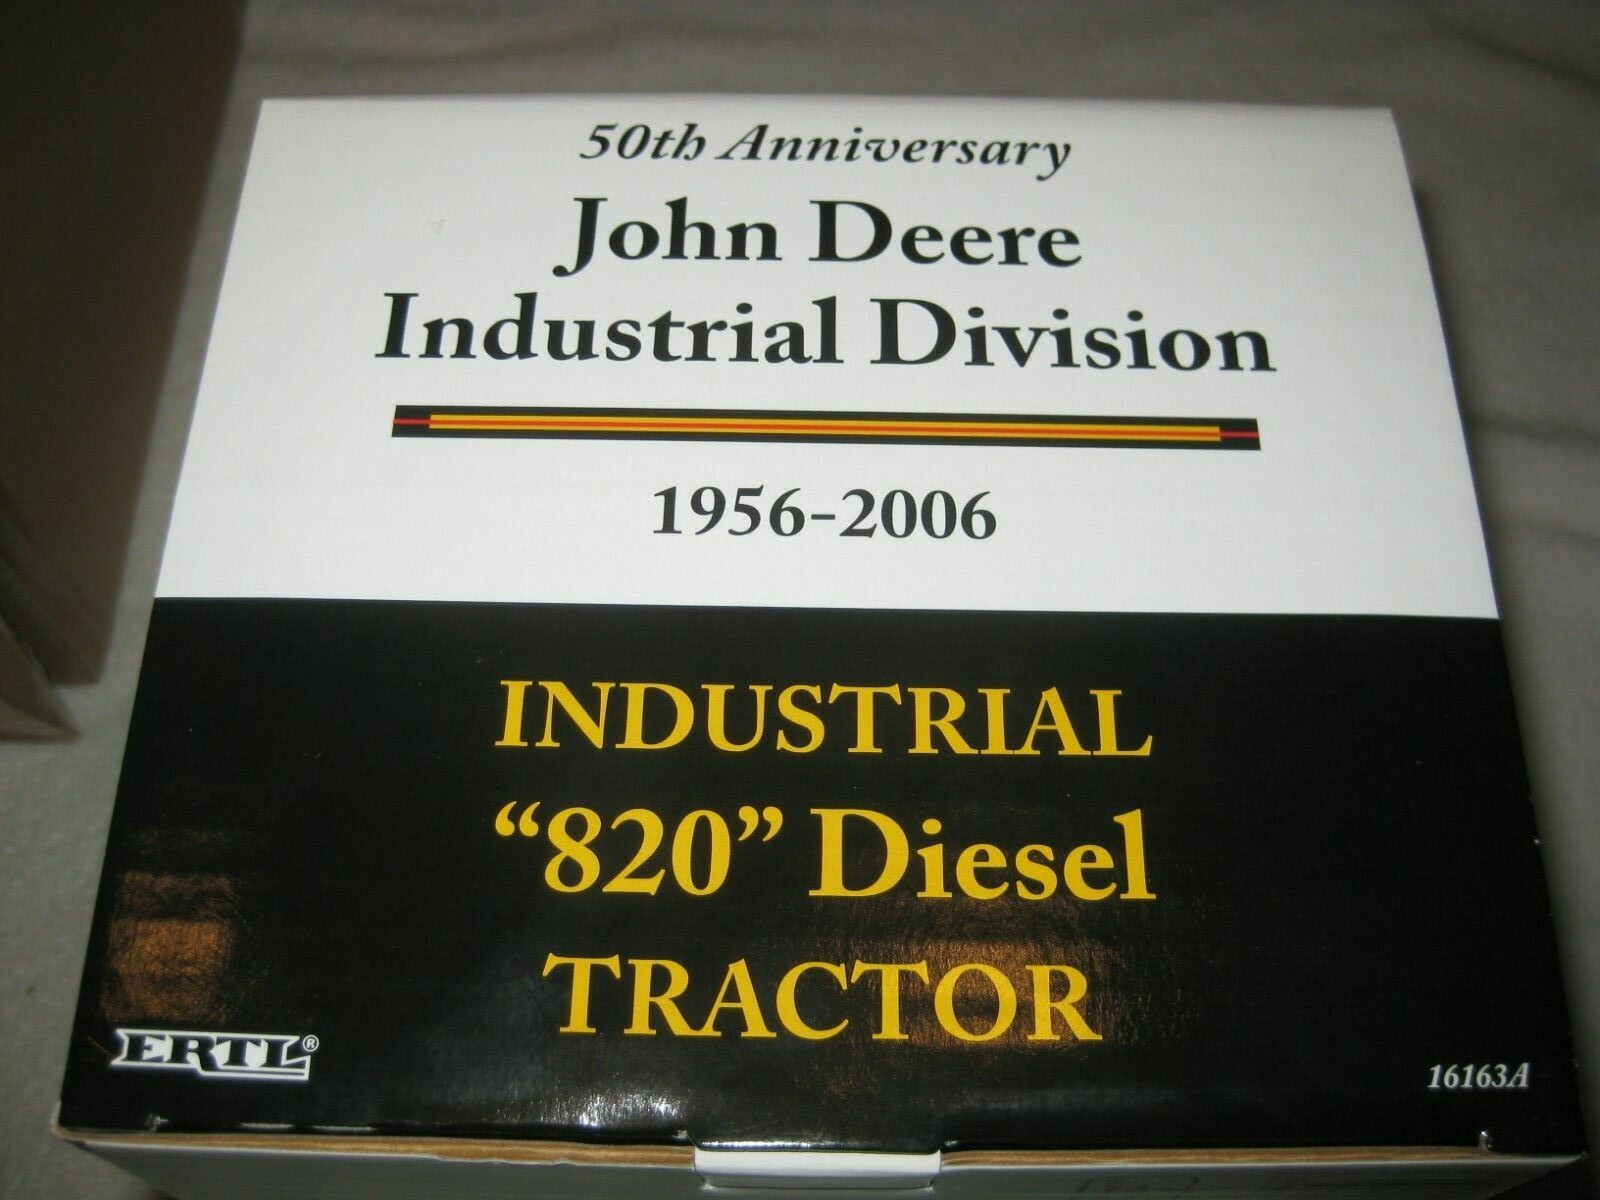 50th Anniversary
John Deere
Industrial Division
1956-2006
INDUSTRIAL
“820” Diesel
TRACTOR
ERTL®
16163A